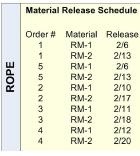 Material Release Schedule
Order # Material Release
1 RM-1 2/6
1 RM-2 2/13
5 RM-1 2/6
5 RM-2 2/13
2 RM-1 2/10
2 RM-2 2/17
3 RM-1 2/11
3 RM-2 2/18
4 RM-1 2/12
4 RM-2 2/20
ROPE